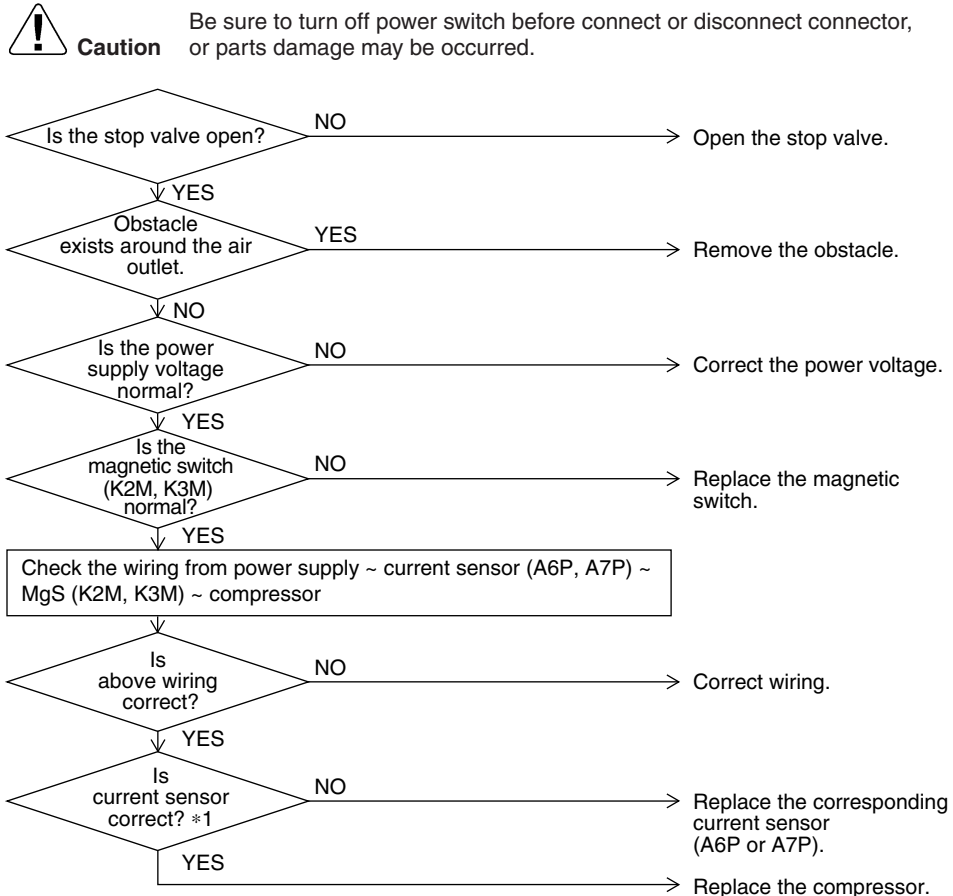 Be sure to turn off power switch before connect or disconnect connector,
Caution or parts damage may be occurred.
Is the stop valve open?
NO
Open the stop valve.
YES
Obstacle
exists around the air
outlet.
YES
Remove the obstacle.
NO
Is the power
supply voltage
normal?
NO
Correct the power voltage.
YES
Is the
magnetic switch
(K2M, K3M)
normal?
NO
Replace the magnetic
switch.
YES
Check the wiring from power supply ~ current sensor (A6P, A7P) ~
MgS (K2M, K3M) ~ compressor
Is
above wiring
correct?
NO
Correct wiring.
YES
Is
current sensor
correct? *1
NO
Replace the corresponding
current sensor
(A6P or A7P).
YES
Replace the compressor.